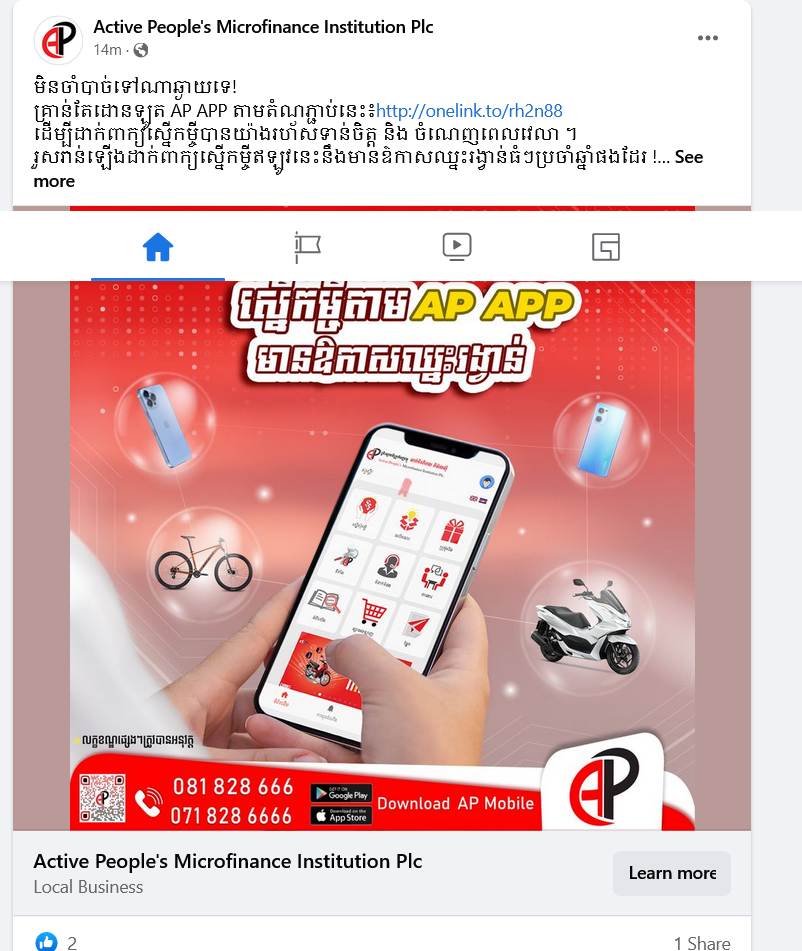 Active People's Microfinance Institution Plc
14m ·
មិនចាំបាច់ទៅណាឆ្ងាយទេ!
គ្រាន់តែដោនឡូត AP APP តាមតំណភ្ជាប់នេះ៖http://onelink.to/rh2n88
ដើម្បីដាក់ពាក្យស្នើកម្ចីបានយ៉ាងរហ័សទាន់ចិត្ត និង ចំណេញពេលវេលា ។
រួសរាន់ឡើងដាក់ពាក្យស្នើកម្ចីឥឡូវនេះនឹងមានឱកាសឈ្នះរង្វាន់ធំៗប្រចាំឆ្នាំផងដែរ !... See
more
ស្នើកម្ចីតាម AP APP
មានឱកាសឈ្នះរង្វាន់
AP
Active People's Microfinance Institution Plc
លក្ខខណ្ឌផ្សេងៗត្រូវបានអនុវត្ត
081 828 666
071 828 6666
GET IT ON
Google Play
Download on the
App Store
Download AP Mobile
AP
Active People's Microfinance Institution Plc
Local Business
Learn more
2
1 Share